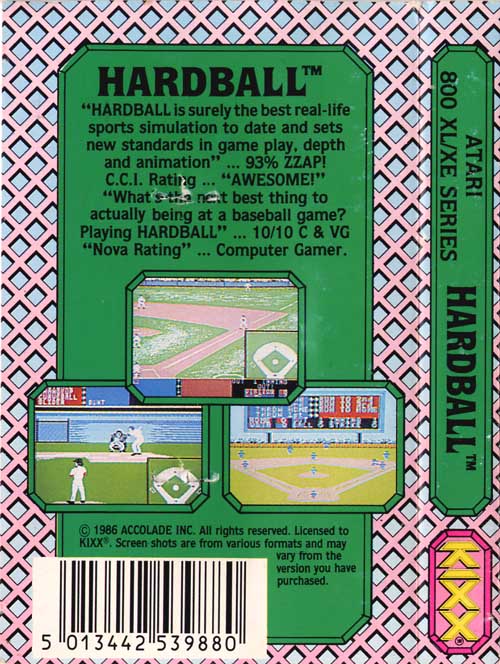 HARDBALL™
“HARDBALL is surely the best real-life
sports simulation to date and sets
new standards in game play, depth
and animation” ... 93% ZZAP!
C.C.I. Rating ... “AWESOME!”
“What's the next best thing to
actually being at a baseball game?
Playing HARDBALL” ... 10/10 C & VG
“Nova Rating” ... Computer Gamer.
BUNT
© 1986 ACCOLADE INC. All rights reserved. Licensed to
KIXX®. Screen shots are from various formats and may
vary from the
version you have
purchased.
5 013442 539880
ATARI
800 XL/XE SERIES
HARDBALL™
KIXX®